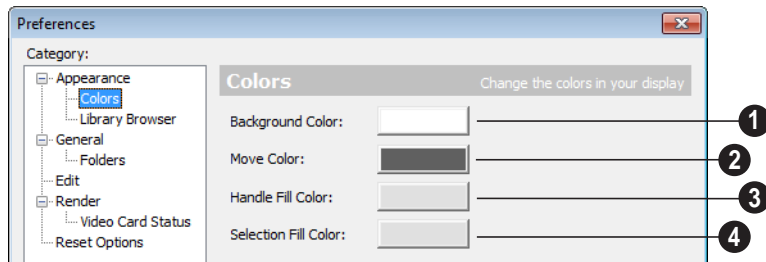 Preferences
Category:
Appearance
Colors
Library Browser
General
Folders
Edit
Render
Video Card Status
Reset Options
Colors Change the colors in your display
Background Color: 1
Move Color: 2
Handle Fill Color: 3
Selection Fill Color: 4